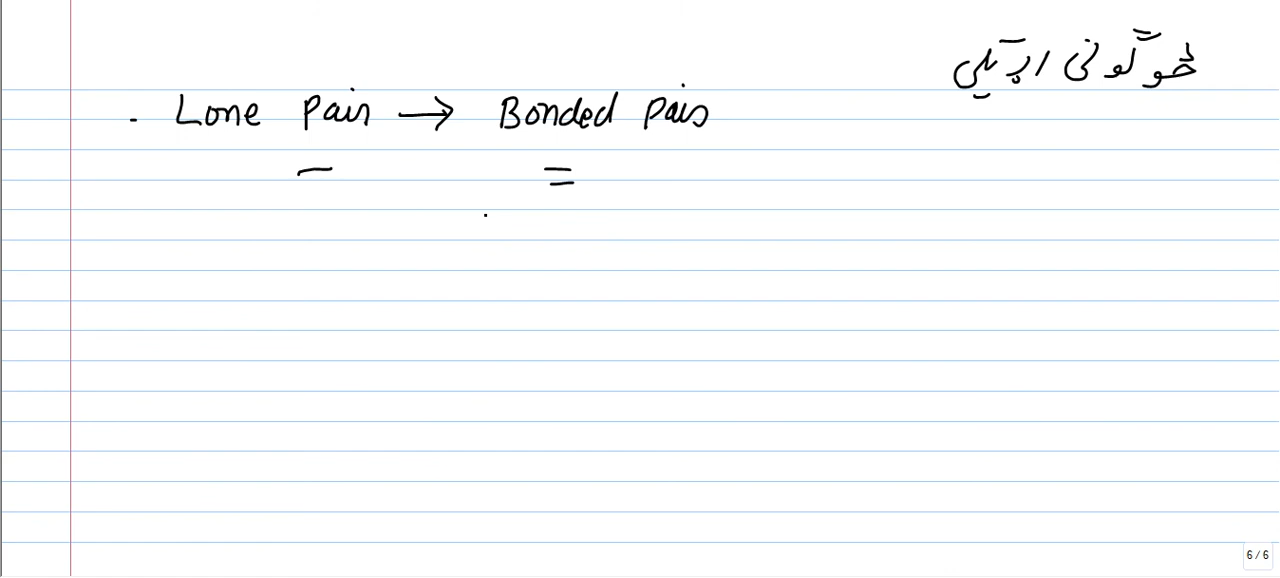 . Lone Pair → Bonded pair
— =
6 / 6